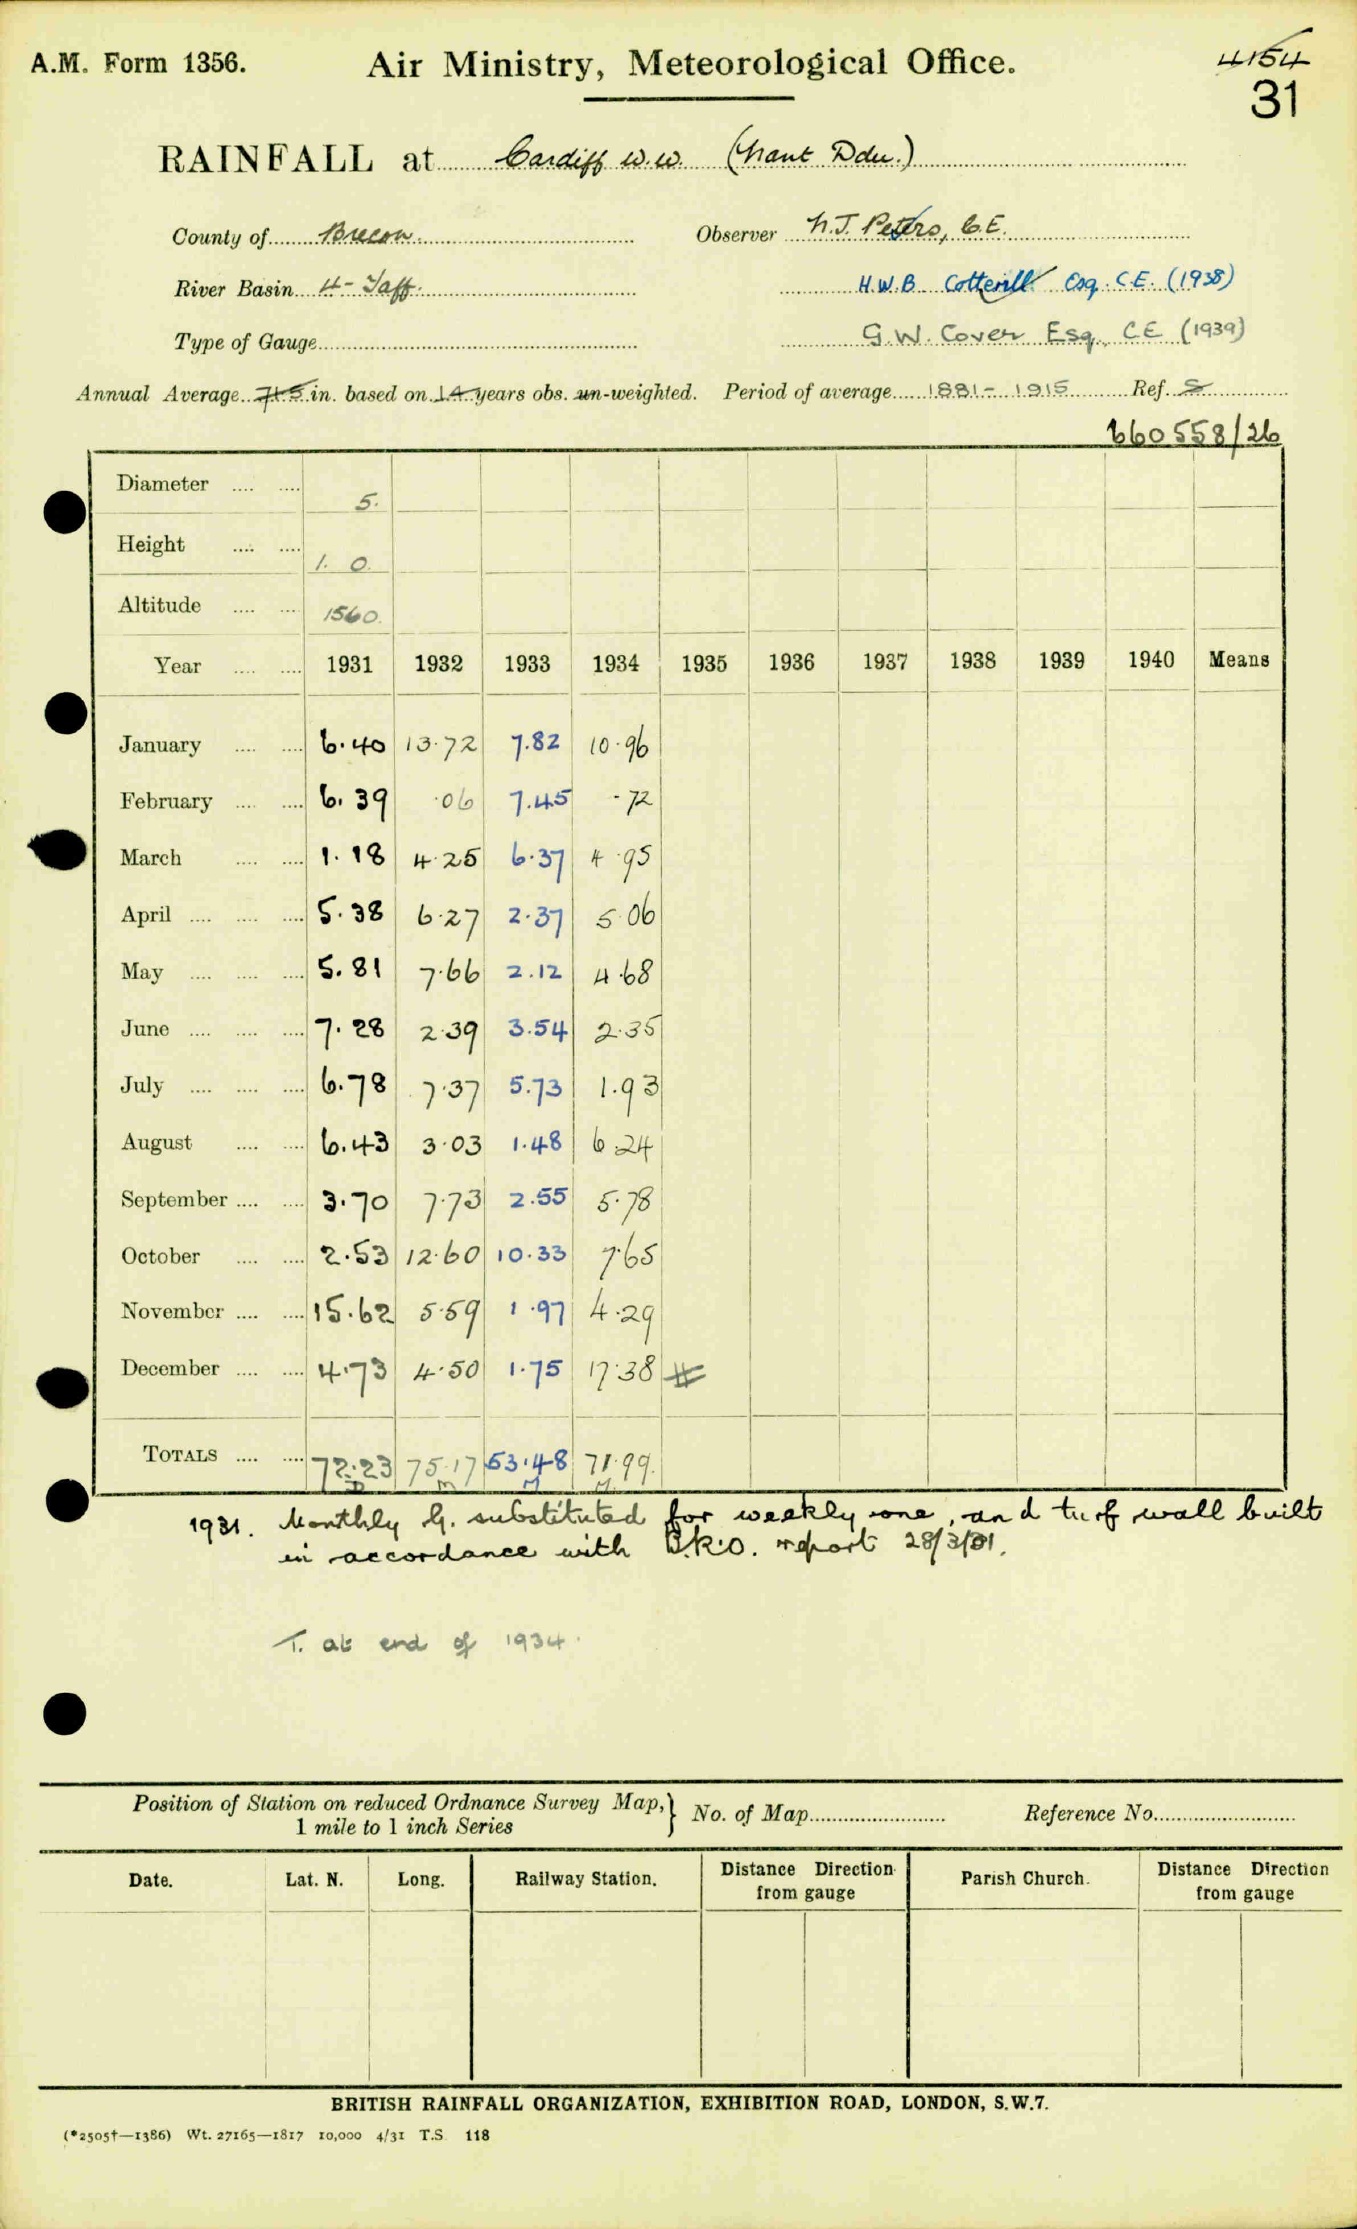 A.M. Form 1356.
Air Ministry, Meteorological Office.
4154
31
RAINFALL at Cardiff W.W. (Nant Ddu.)
County of Brecon
Observer N.J. Peters, C.E.
River Basin 4- Taff.
H.W.B Cotterill Esq. C.E. (1938)
Type of Gauge
G.W. Cover Esq. CE (1939)
Annual Average 71.5 in. based on 14 years obs. un-weighted. Period of average 1881-1915 Ref. S
660558/26
Diameter 5.
Height 1. 0.
Altitude 1560.
Year 1931 1932 1933 1934 1935 1936 1937 1938 1939 1940 Means
January 6.40 13.72 7.82 10.96
February 6.39 .06 7.45 .72
March 1.18 4.25 6.37 4.95
April 5.38 6.27 2.37 5.06
May 5.81 7.66 2.12 4.68
June 7.28 2.39 3.54 2.35
July 6.78 7.37 5.73 1.93
August 6.43 3.03 1.48 6.24
September 3.70 7.73 2.55 5.78
October 2.53 12.60 10.33 7.65
November 15.62 5.59 1.97 4.29
December 4.73 4.50 1.75 17.38
TOTALS 72.23 75.17 53.48 71.99
1931. Monthly G. substituted for weekly one, and turf wall built
in accordance with B.R.O. report 28/3/31.
T. at end of 1934.
Position of Station on reduced Ordnance Survey Map,
1 mile to 1 inch Series
No. of Map
Reference No.
Date. Lat. N. Long. Railway Station. Distance Direction from gauge Parish Church. Distance Direction from gauge
BRITISH RAINFALL ORGANIZATION, EXHIBITION ROAD, LONDON, S.W.7.
(*2505†—1386) Wt. 27165—1817 10,000 4/31 T.S. 118